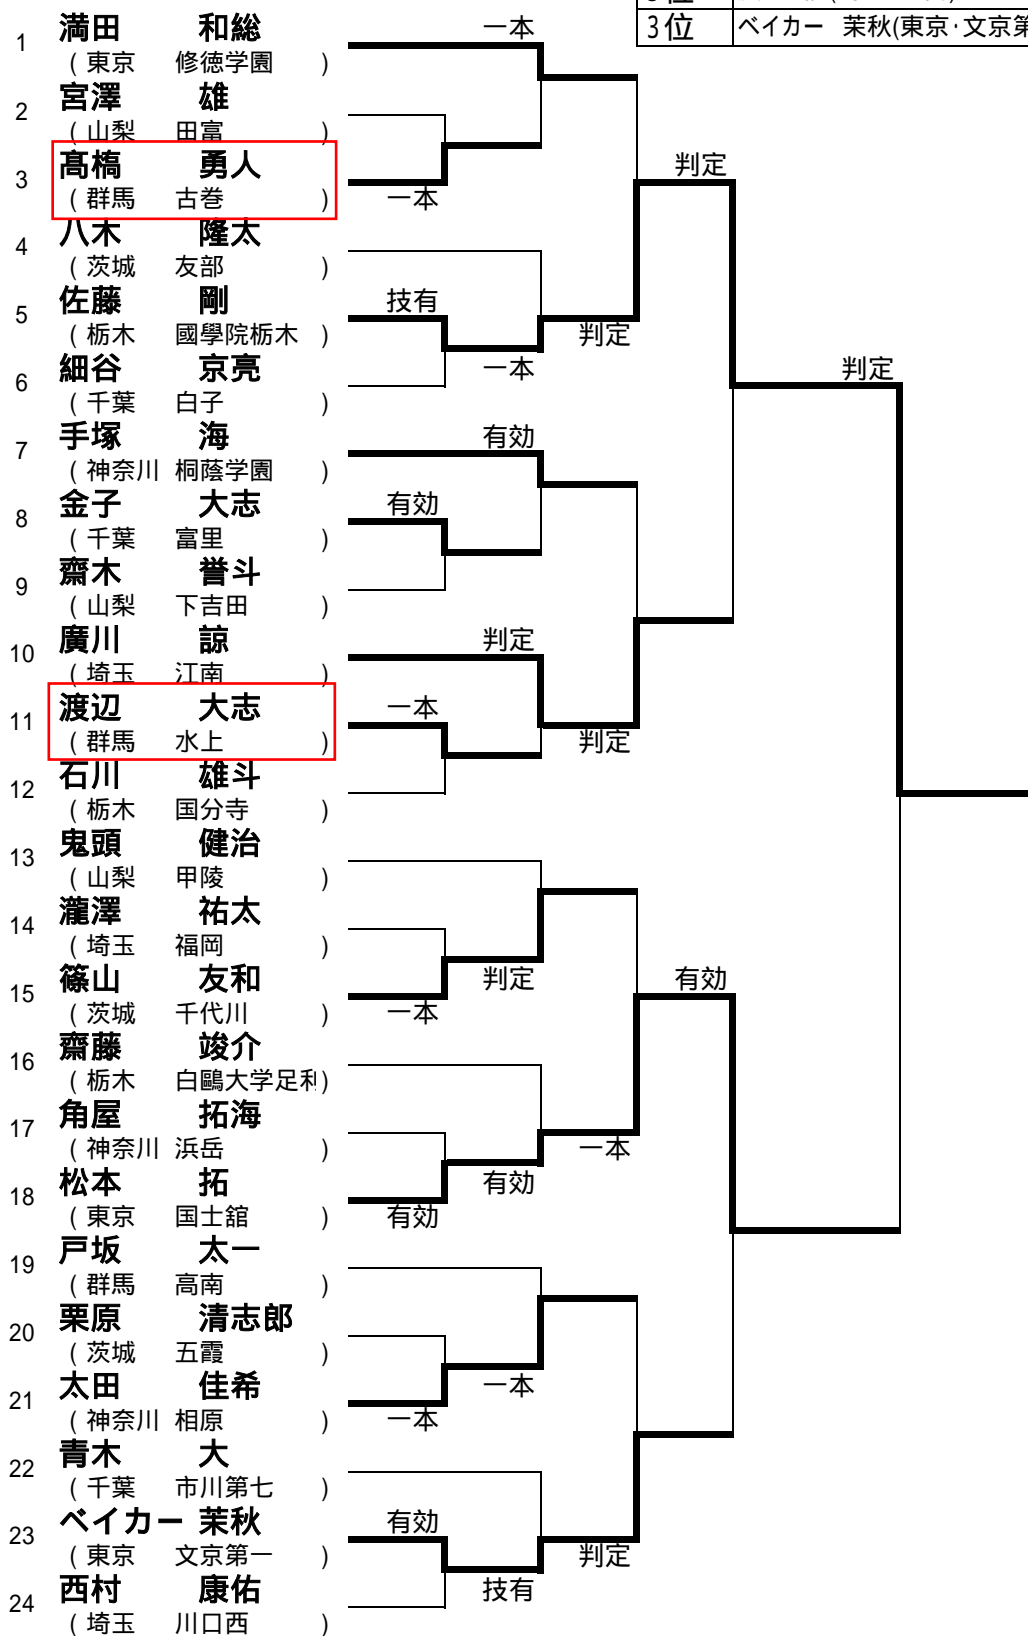 3位 ベイカー 茉秋(東京・文京第
1 満田 和総 一本
( 東京 修徳学園 )
2 宮澤 雄
( 山梨 田富 )
3 髙槗 勇人 判定
( 群馬 古巻 ) 一本
4 八木 隆太
( 茨城 友部 )
5 佐藤 剛 技有
( 栃木 國學院栃木 ) 判定
6 細谷 京亮 一本 判定
( 千葉 白子 )
7 手塚 海 有効
( 神奈川 桐蔭学園 )
8 金子 大志 有効
( 千葉 富里 )
9 齋木 誉斗
( 山梨 下吉田 )
10 廣川 諒 判定
( 埼玉 江南 )
11 渡辺 大志 一本
( 群馬 水上 ) 判定
12 石川 雄斗
( 栃木 国分寺 )
13 鬼頭 健治
( 山梨 甲陵 )
14 瀧澤 祐太
( 埼玉 福岡 )
15 篠山 友和 判定 有効
( 茨城 千代川 ) 一本
16 齋藤 竣介
( 栃木 白鷗大学足利 )
17 角屋 拓海
( 神奈川 浜岳 ) 一本
18 松本 拓 有効
( 東京 国士舘 ) 有効
19 戸坂 太一
( 群馬 高南 )
20 栗原 清志郎
( 茨城 五霞 )
21 太田 佳希 一本
( 神奈川 相原 ) 一本
22 青木 大
( 千葉 市川第七 )
23 ベイカー 茉秋 有効
( 東京 文京第一 ) 判定
24 西村 康佑 技有
( 埼玉 川口西 )